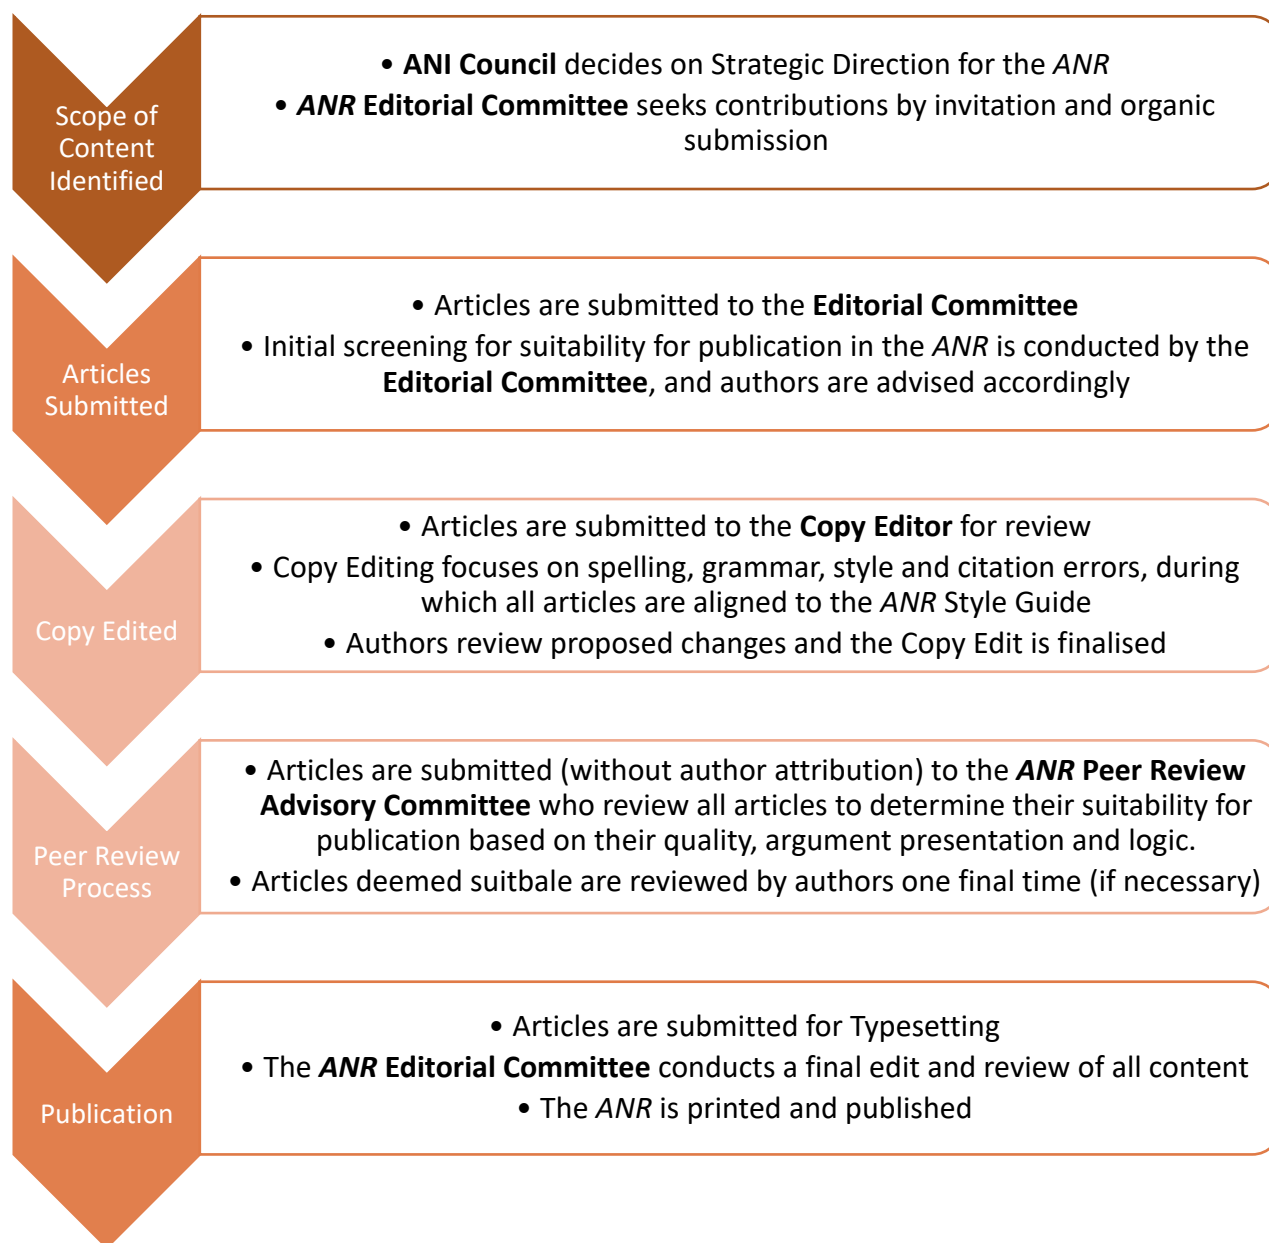 Scope of
Content
Identified
• ANI Council decides on Strategic Direction for the ANR
• ANR Editorial Committee seeks contributions by invitation and organic
submission
Articles
Submitted
• Articles are submitted to the Editorial Committee
• Initial screening for suitability for publication in the ANR is conducted by the
Editorial Committee, and authors are advised accordingly
Copy Edited
• Articles are submitted to the Copy Editor for review
• Copy Editing focuses on spelling, grammar, style and citation errors, during
which all articles are aligned to the ANR Style Guide
• Authors review proposed changes and the Copy Edit is finalised
Peer Review
Process
• Articles are submitted (without author attribution) to the ANR Peer Review
Advisory Committee who review all articles to determine their suitability for
publication based on their quality, argument presentation and logic.
• Articles deemed suitbale are reviewed by authors one final time (if necessary)
Publication
• Articles are submitted for Typesetting
• The ANR Editorial Committee conducts a final edit and review of all content
• The ANR is printed and published